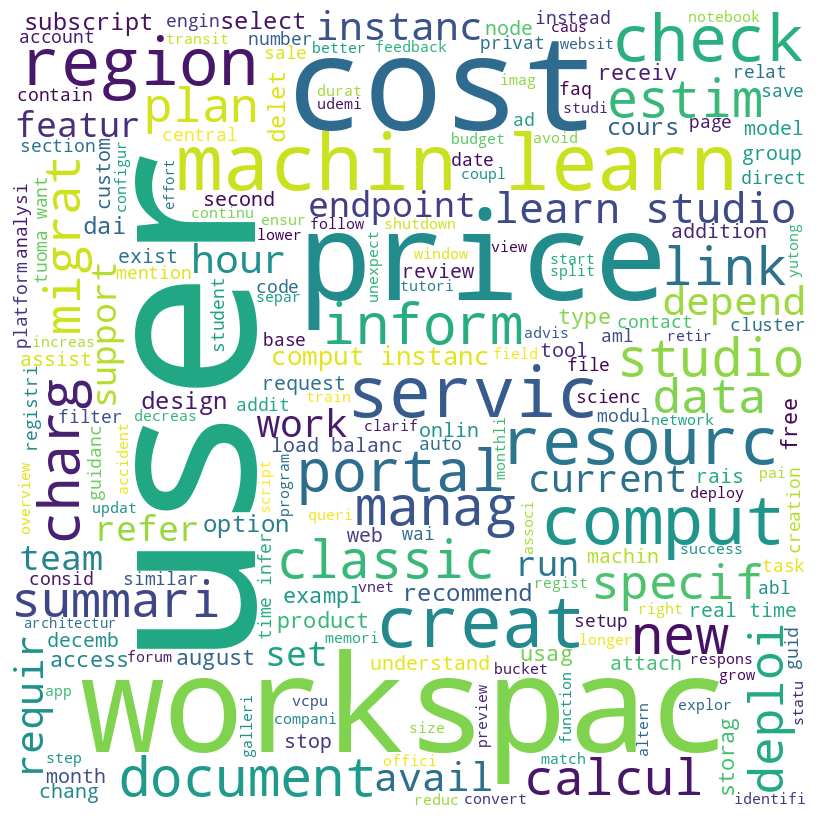 subscript
engin
select
instanc
node
instead
caus
notebook
account
transit
number
better
feedback
privat
websit
check
region
sale
cost
imag
receiv
relat
contain
plan
delet
durat
udemi
faq
studi
estim
save
featur
central
ad
cours
page
model
section
custom
configur
effort
machin learn
budget
avoid
date
coupl
group
direct
migrat
second
endpoint
learn studio
tuoma want
dai
continu
ensur
follow
shutdown
addition
platform
analysi
exist
hour
lower
window
view
start
split
link
yutong
mention
code
separ
unexpect
review
tutori
price
user
student
base
inform
type
contact
depend
increas
assist
support
comput instanc
field
advis
tool
aml
retir
cluster
registri
filter
design
request
train
file
studio
charg
decreas
addit
servic
scienc
data
free
guidanc
accident
work
clarif
onlin
modul
network
load balanc
auto
monthli
resourc
overview
updat
script
program
portal
current
rais
deploy
pai
refer
option
queri
manag
associ
comput
creation
team
web
wai
success
classic
run
machin
task
consid
similar
time infer
exampl
recommend
regist
specif
abl
summari
architectur
product
vnet
creat
setup
right
real time
decemb
memori
longer
new
guid
requir
access
forum
august
set
understand
usag
attach
respons
deploi
bucket
grow
statu
app
workspac
galleri
vcpu
compani
preview
size
function
altern
explor
stop
step
month
chang
document
offici
avail
match
calcul
storag
reduc
convert
identifi